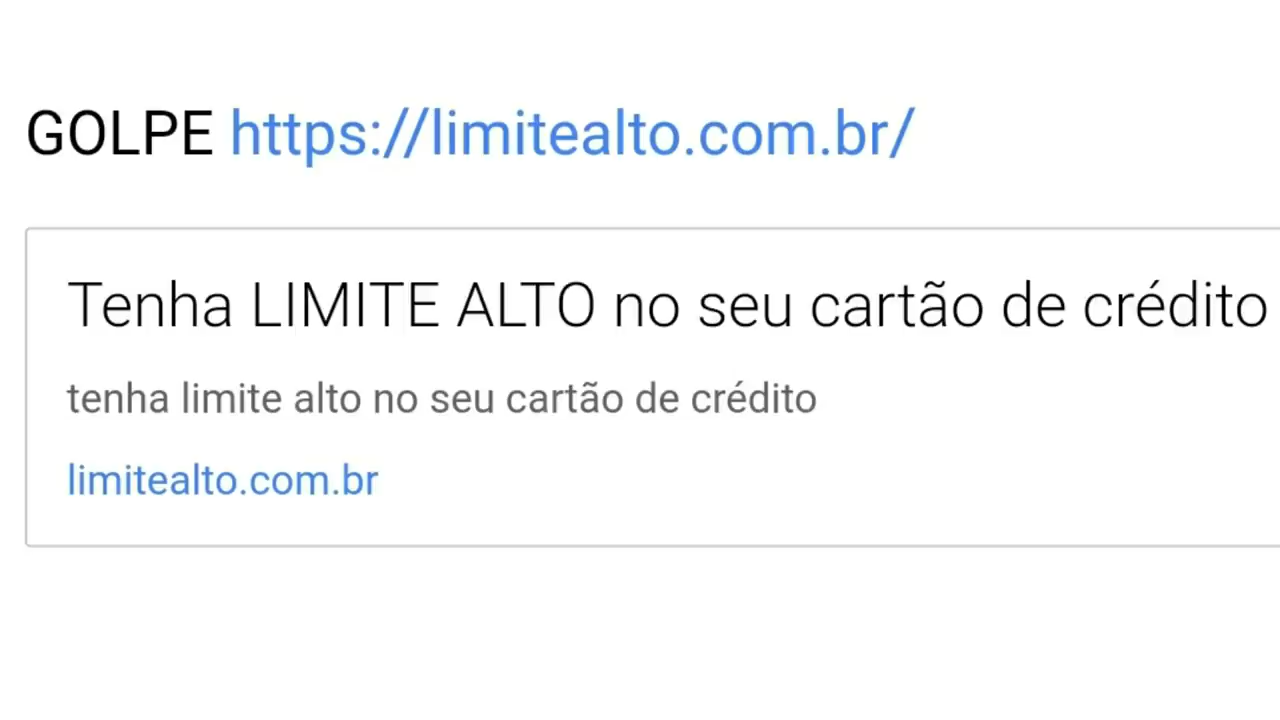 GOLPE https://limitealto.com.br/
Tenha LIMITE ALTO no seu cartão de crédito
tenha limite alto no seu cartão de crédito
limitealto.com.br